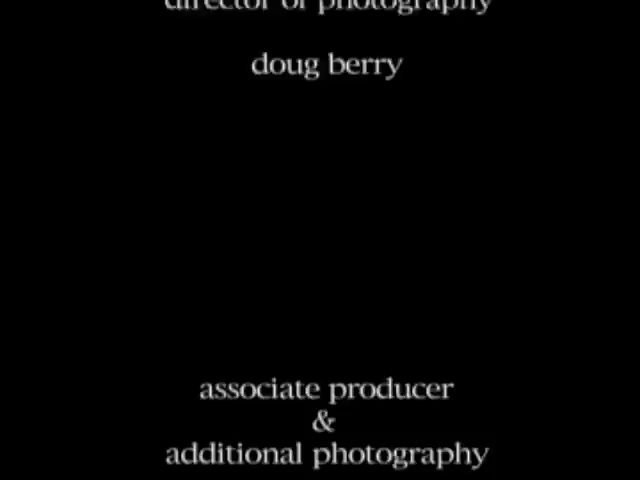 director of photography
doug berry
associate producer
&
additional photography